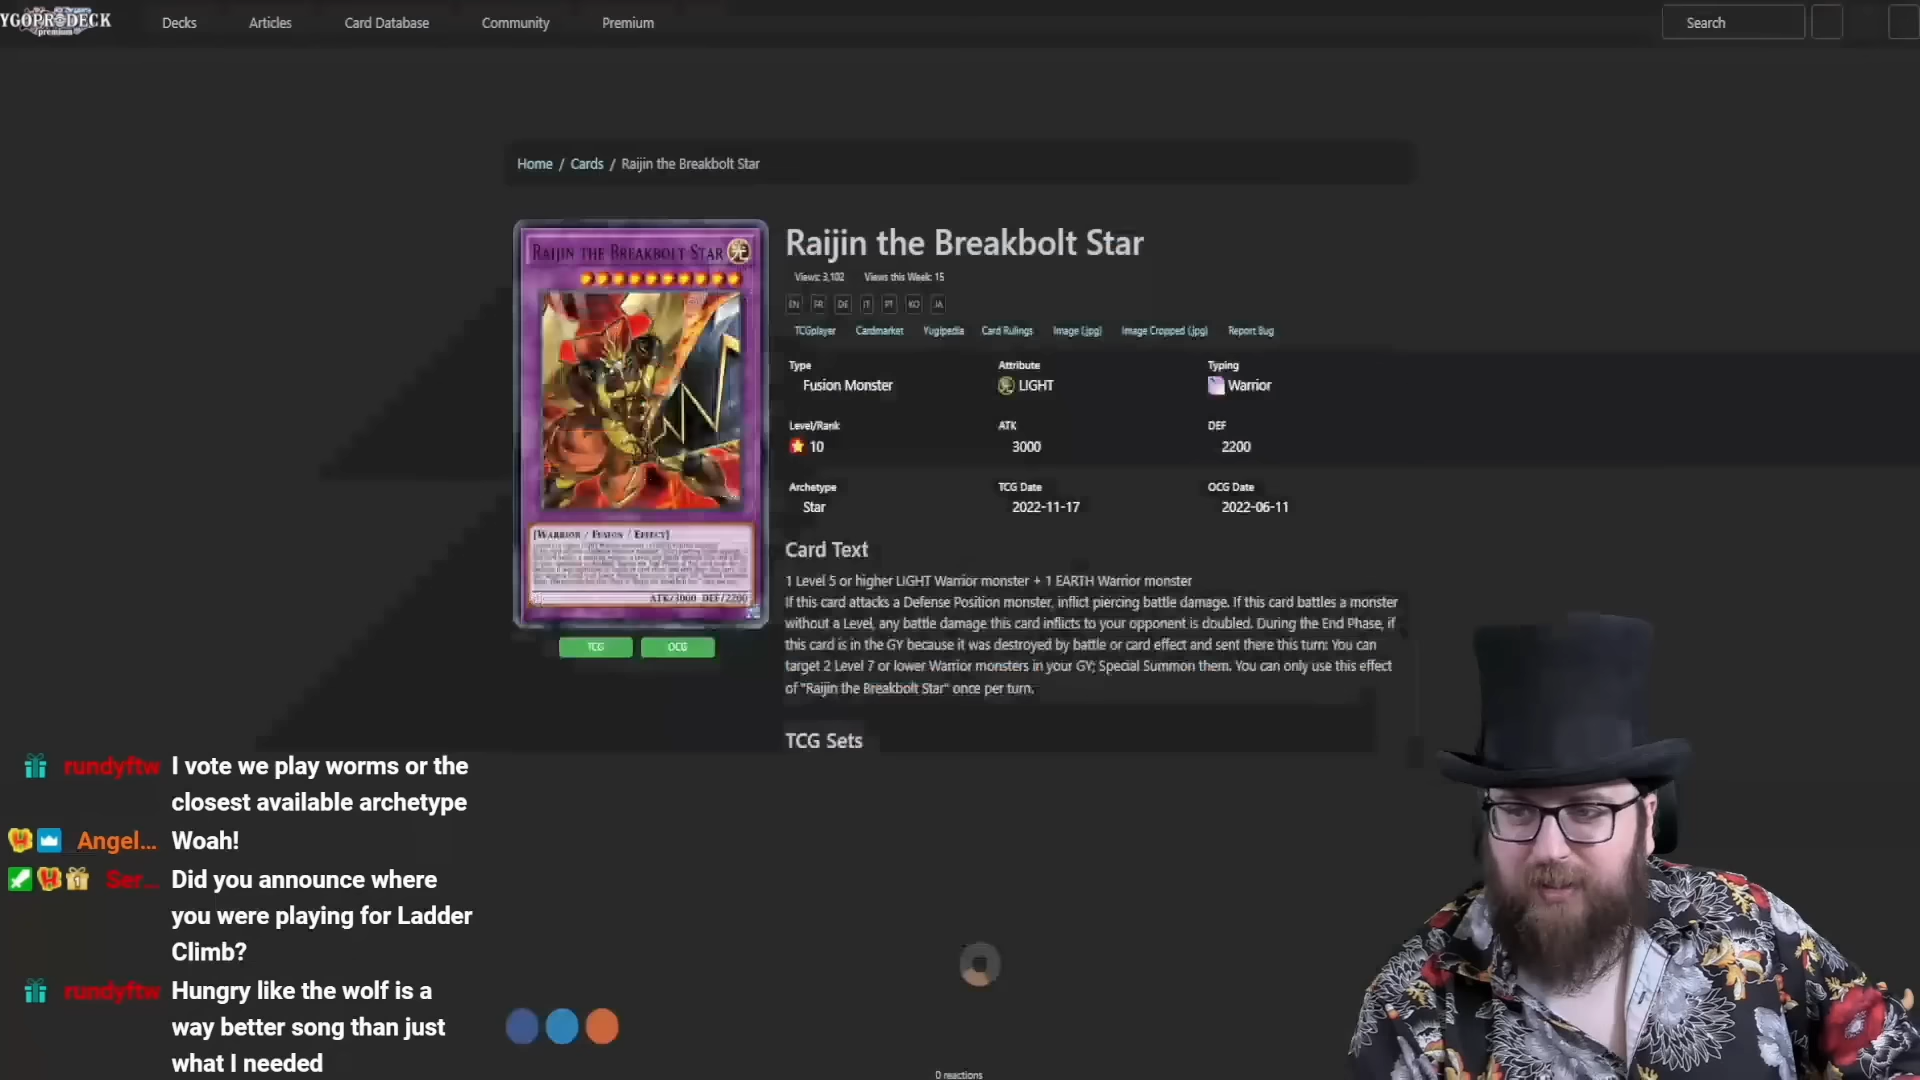 YGOPRODECK
premium
Decks
Articles
Card Database
Community
Premium
Search
Home / Cards / Raijin the Breakbolt Star
Raijin the Breakbolt Star
Raijin the Breakbolt Star
Views: 3,102 Views this Week: 15
EN FR DE IT PT KO JA
TCGplayer Cardmarket Yugipedia Card Rulings Image (.jpg) Image Cropped (.jpg) Report Bug
Type
Fusion Monster
Attribute
LIGHT
Typing
Warrior
Level/Rank
10
ATK
3000
DEF
2200
Archetype
Star
TCG Date
2022-11-17
OCG Date
2022-06-11
[Warrior / Fusion / Effect]
ATK/3000 DEF/2200
TCG OCG
Card Text
1 Level 5 or higher LIGHT Warrior monster + 1 EARTH Warrior monster
If this card attacks a Defense Position monster, inflict piercing battle damage. If this card battles a monster
without a Level, any battle damage this card inflicts to your opponent is doubled. During the End Phase, if
this card is in the GY because it was destroyed by battle or card effect and sent there this turn: You can
target 2 Level 7 or lower Warrior monsters in your GY; Special Summon them. You can only use this effect
of "Raijin the Breakbolt Star" once per turn.
TCG Sets
rundyftw I vote we play worms or the
closest available archetype
Angel... Woah!
Ser... Did you announce where
you were playing for Ladder
Climb?
rundyftw Hungry like the wolf is a
way better song than just
what I needed
0 reactions